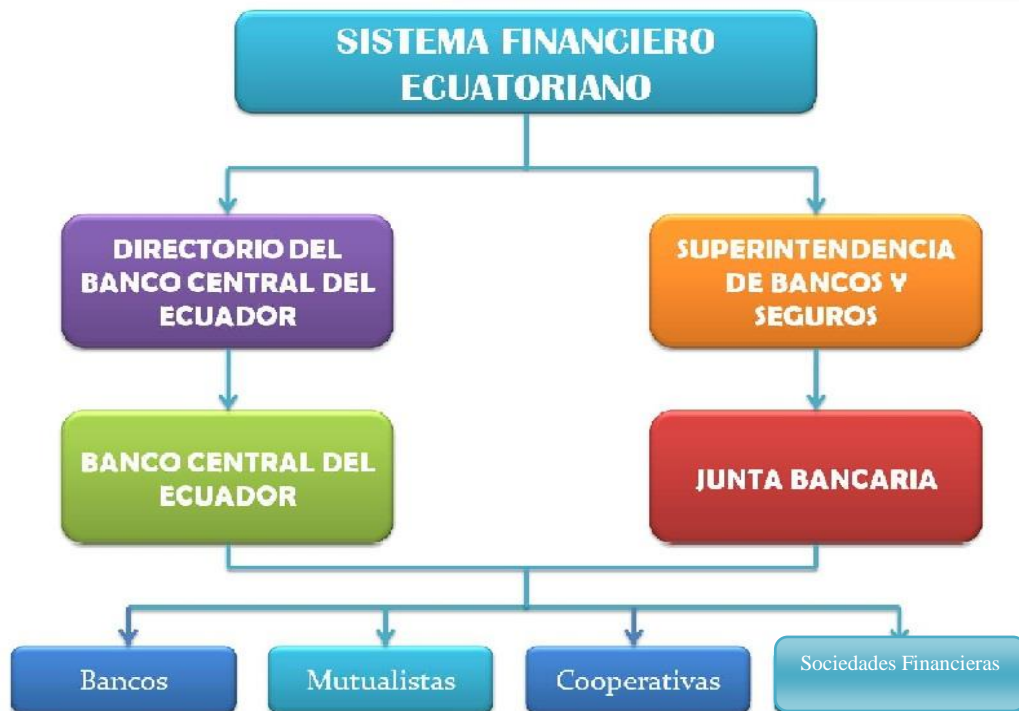 SISTEMA FINANCIERO
ECUATORIANO
DIRECTORIO DEL
BANCO CENTRAL DEL
ECUADOR
SUPERINTENDENCIA
DE BANCOS Y
SEGUROS
BANCO CENTRAL DEL
ECUADOR
JUNTA BANCARIA
Bancos
Mutualistas
Cooperativas
Sociedades Financieras